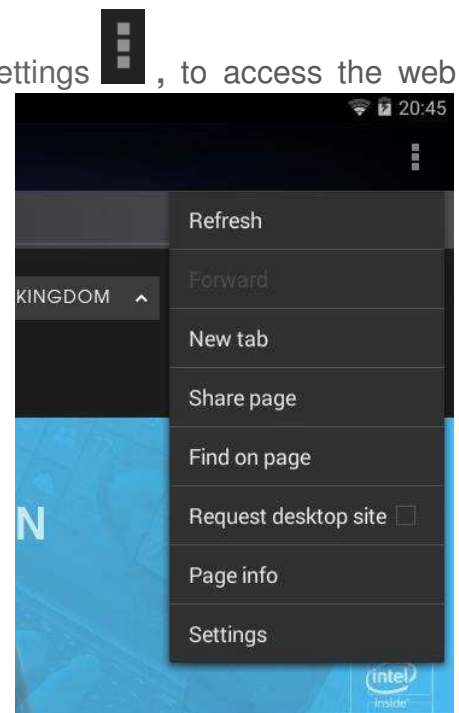 ettings , to access the web
20:45
Refresh
KINGDOM
Forward
New tab
Share page
Find on page
N
Request desktop site
Page info
Settings
intel
inside